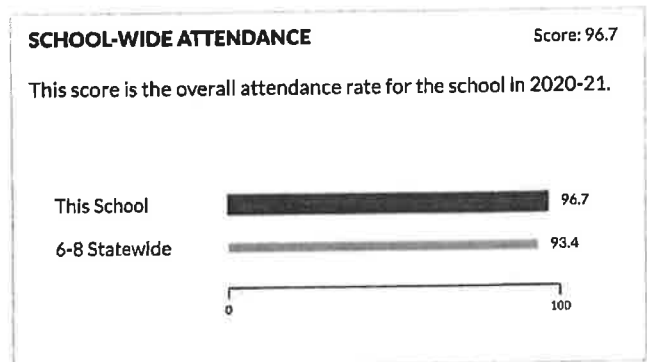 SCHOOL-WIDE ATTENDANCE Score: 96.7
This score is the overall attendance rate for the school in 2020-21.
This School 96.7
6-8 Statewide 93.4
0 100